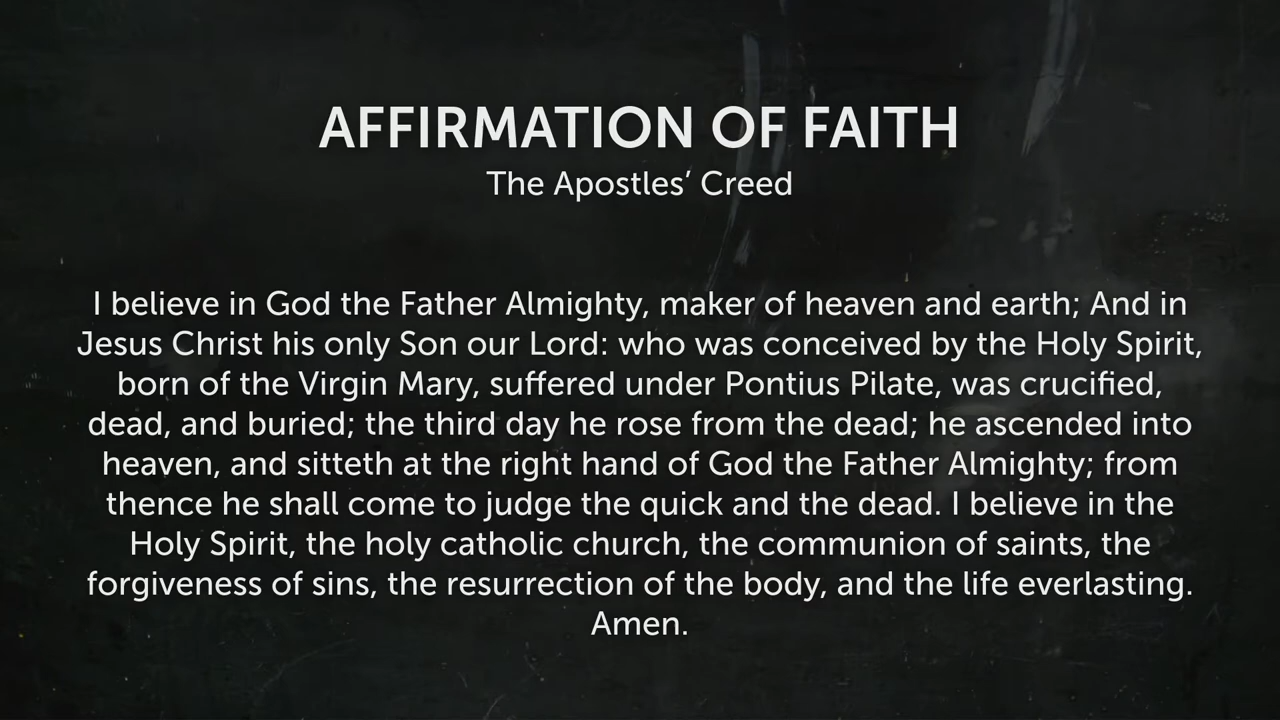 AFFIRMATION OF FAITH
The Apostles’ Creed
I believe in God the Father Almighty, maker of heaven and earth; And in
Jesus Christ his only Son our Lord: who was conceived by the Holy Spirit,
born of the Virgin Mary, suffered under Pontius Pilate, was crucified,
dead, and buried; the third day he rose from the dead; he ascended into
heaven, and sitteth at the right hand of God the Father Almighty; from
thence he shall come to judge the quick and the dead. I believe in the
Holy Spirit, the holy catholic church, the communion of saints, the
forgiveness of sins, the resurrection of the body, and the life everlasting.
Amen.